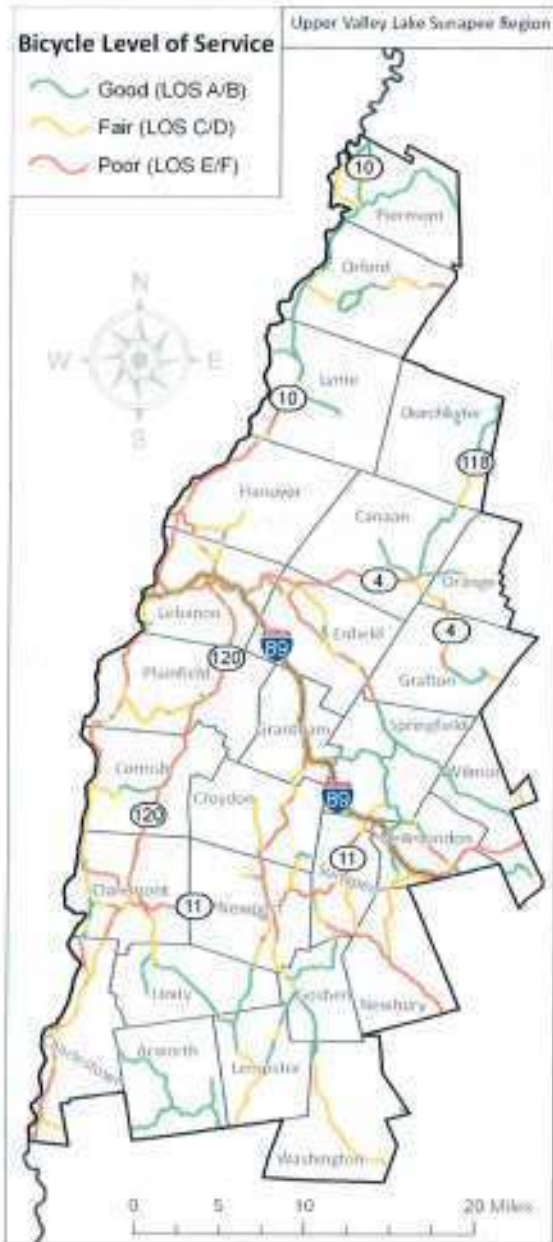 Upper Valley Lake Sunapee Region
Bicycle Level of Service
Good (LOS A/B)
Fair (LOS C/D)
Poor (LOS E/F)
10
Piermont
Orford
N
W
E
S
Lyme
10
Dorchester
118
Hanover
Canaan
4
Orange
Lebanon
Enfield
4
120
89
Plainfield
Grafton
Grantham
Springfield
Cornish
Wilmot
Croydon
89
120
New London
11
Sunapee
Claremont
11
Newport
Unity
Goshen
Newbury
Acworth
Charlestown
Lempster
Washington
0 5 10 20 Miles